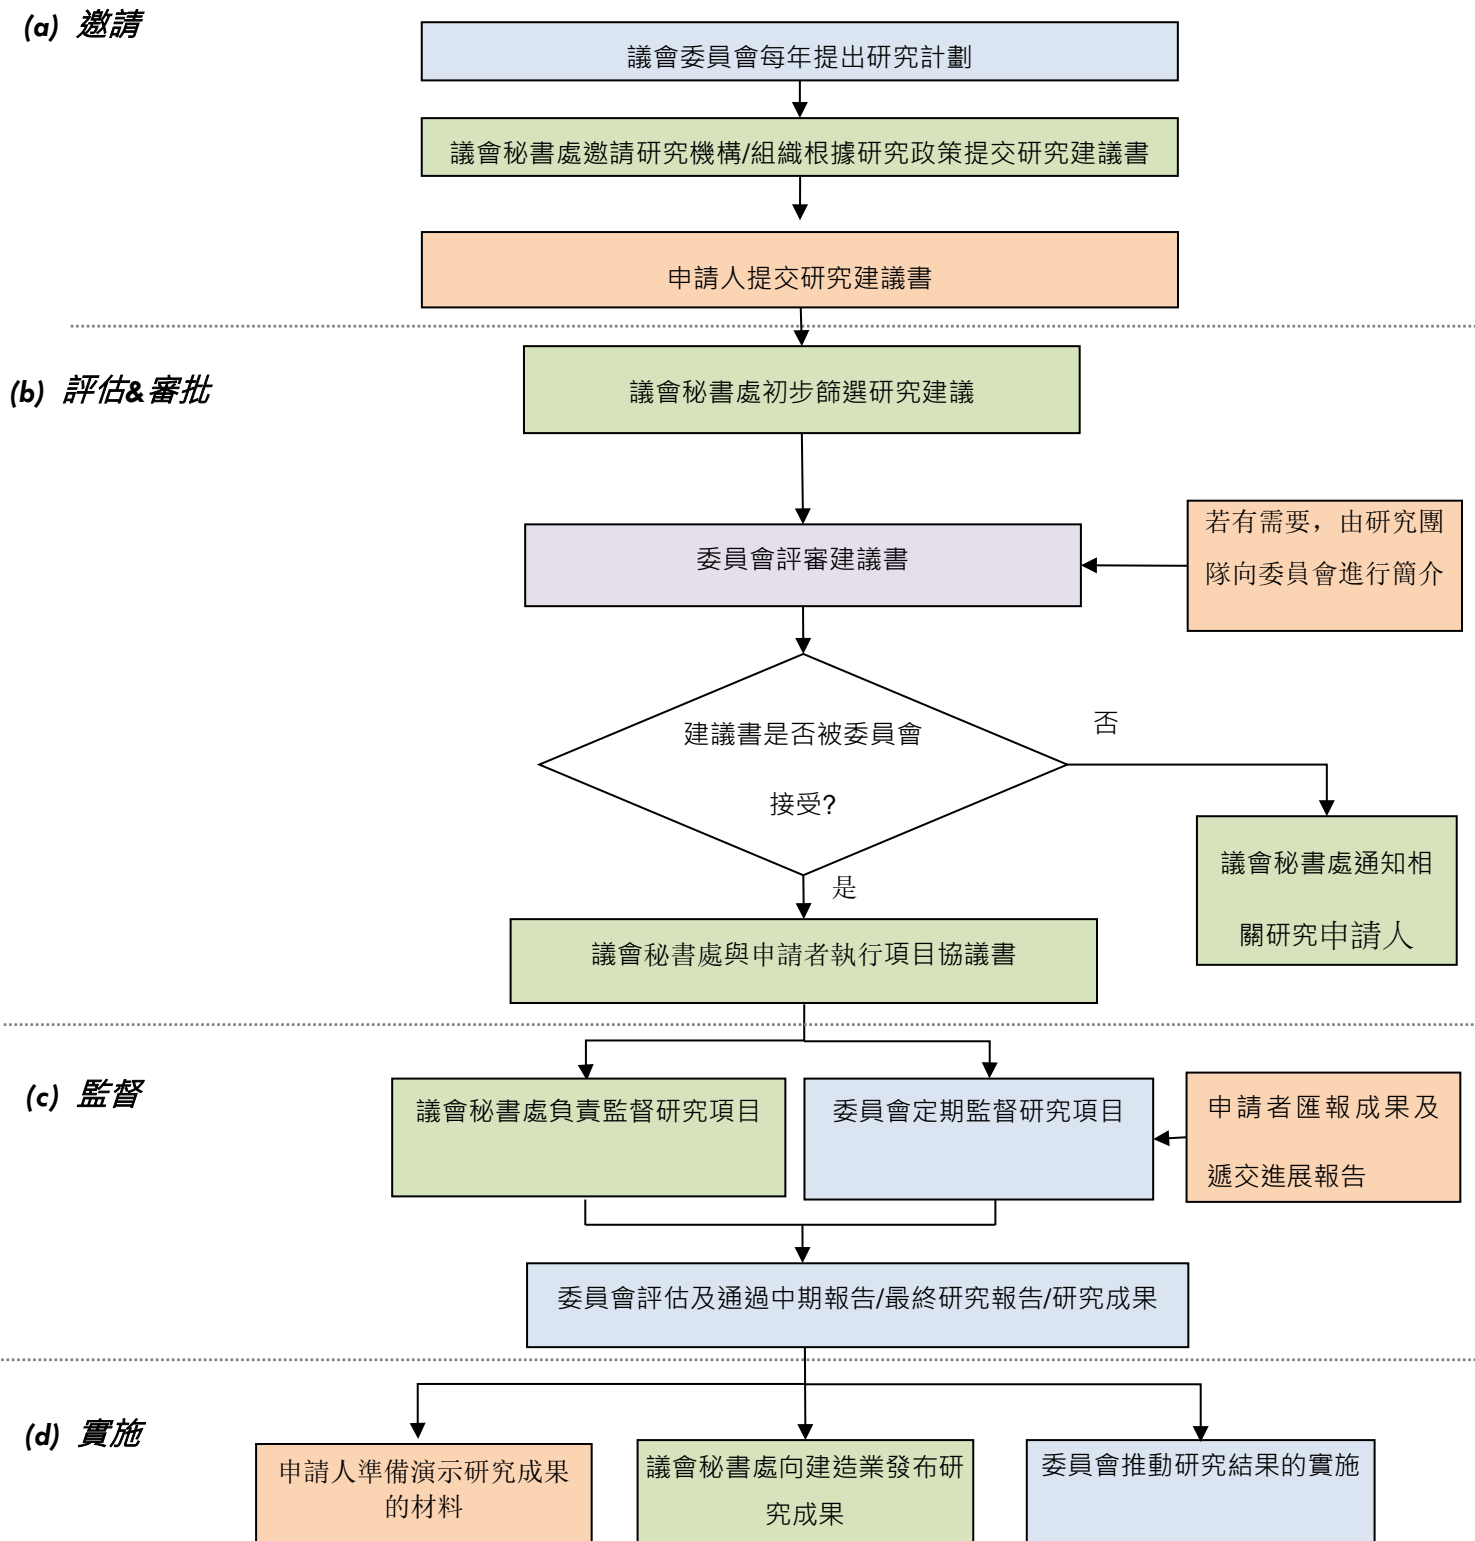 (a) 邀請
議會委員會每年提出研究計劃
議會秘書處邀請研究機構/組織根據研究政策提交研究建議書
申請人提交研究建議書
(b) 評估&審批
議會秘書處初步篩選研究建議
委員會評審建議書
若有需要，由研究團
隊向委員會進行簡介
建議書是否被委員會
接受?
否
是
議會秘書處通知相
關研究申請人
議會秘書處與申請者執行項目協議書
(c) 監督
議會秘書處負責監督研究項目
委員會定期監督研究項目
申請者匯報成果及
遞交進展報告
委員會評估及通過中期報告/最終研究報告/研究成果
(d) 實施
申請人準備演示研究成果
的材料
議會秘書處向建造業發布研
究成果
委員會推動研究結果的實施